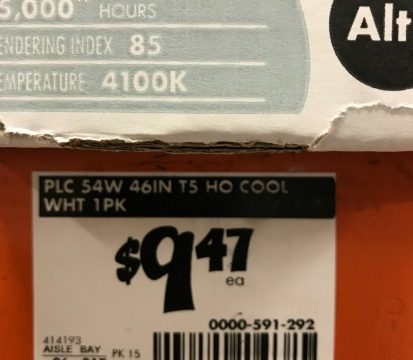 5,000
HOURS
ENDERING INDEX 85
EMPERATURE 4100K
Alt
PLC 54W 46IN T5 HO COOL
WHT 1PK
$9.47
ea
0000-591-292
414193
AISLE BAY
PK 15